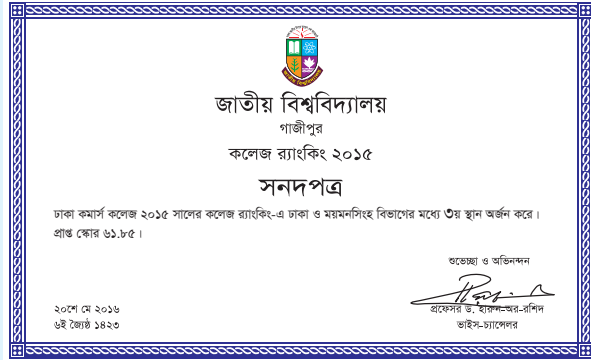 জাতীয় বিশ্ববিদ্যালয়
গাজীপুর
কলেজ র‍্যাংকিং ২০১৫
সনদপত্র
ঢাকা কমার্স কলেজ ২০১৫ সালের কলেজ র‍্যাংকিং-এ ঢাকা ও ময়মনসিংহ বিভাগের মধ্যে ৩য় স্থান অর্জন করে।
প্রাপ্ত স্কোর ৬১.৮৫।
শুভেচ্ছা ও অভিনন্দন
প্রফেসর ড. হারুন-অর-রশিদ
ভাইস-চ্যান্সেলর
২০শে মে ২০১৬
৬ই জ্যৈষ্ঠ ১৪২৩